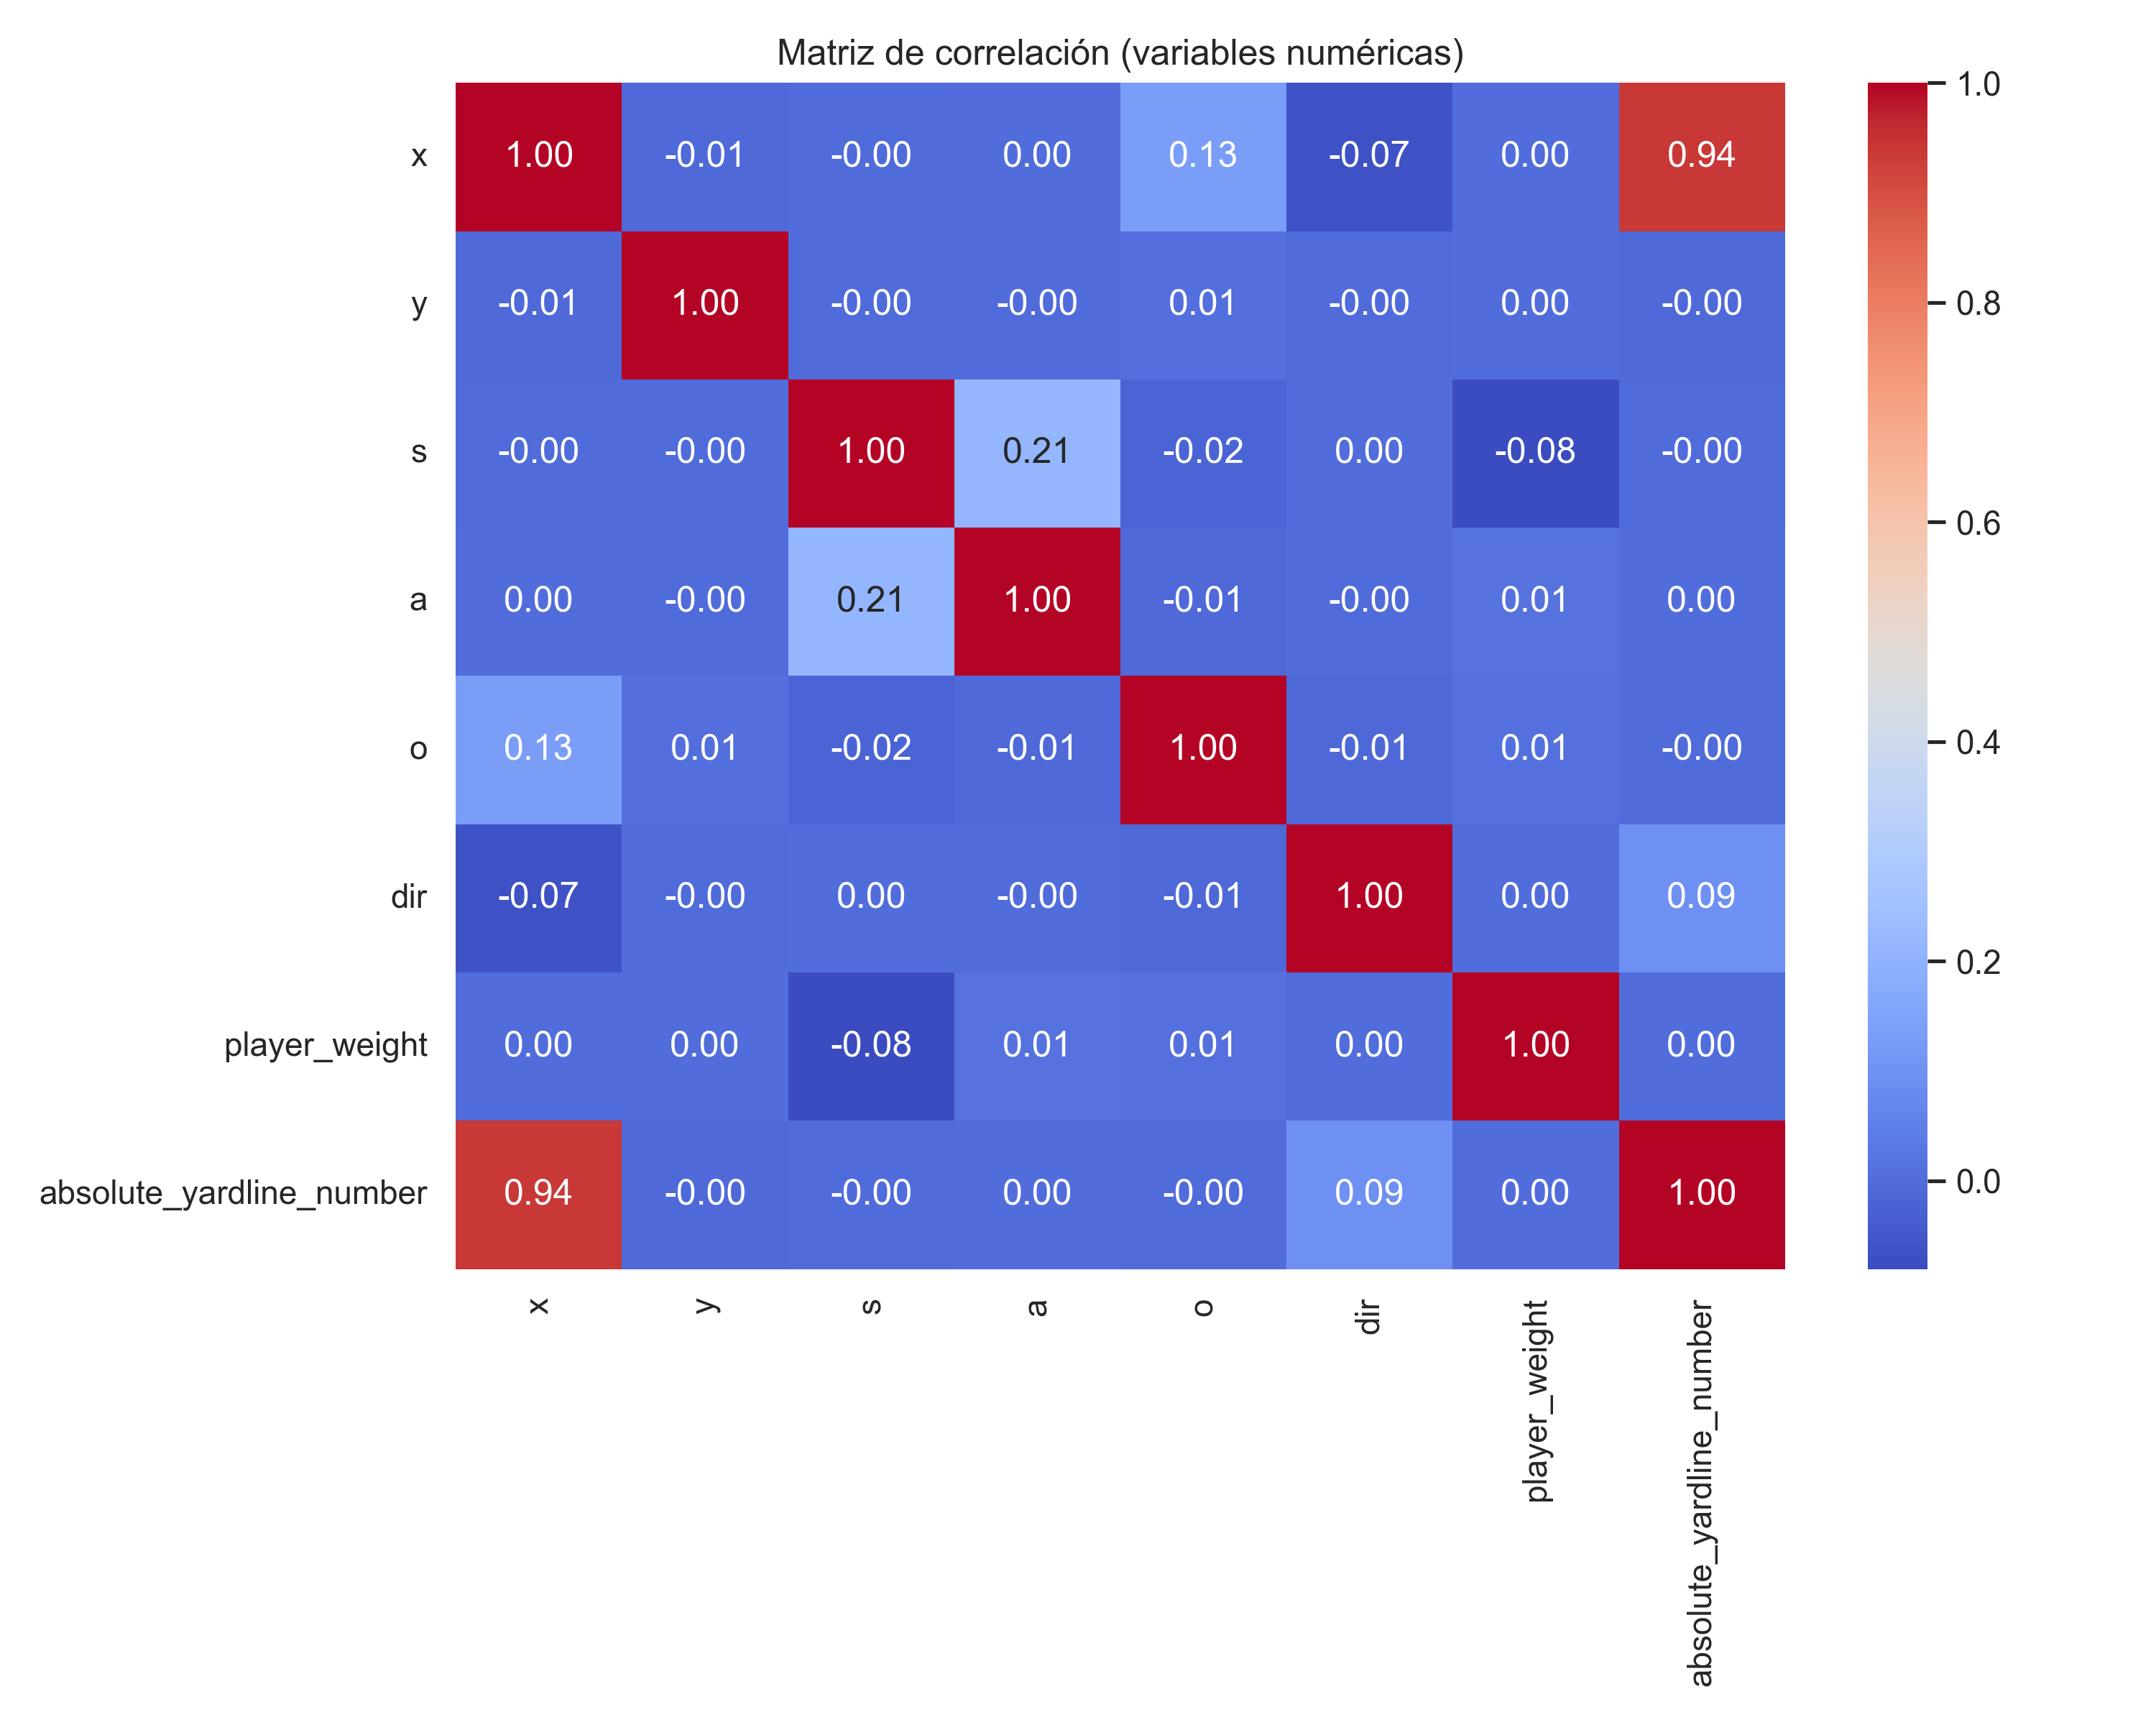 Matriz de correlación (variables numéricas)
x 1.00 -0.01 -0.00 0.00 0.13 -0.07 0.00 0.94
y -0.01 1.00 -0.00 -0.00 0.01 -0.00 0.00 -0.00
s -0.00 -0.00 1.00 0.21 -0.02 0.00 -0.08 -0.00
a 0.00 -0.00 0.21 1.00 -0.01 -0.00 0.01 0.00
o 0.13 0.01 -0.02 -0.01 1.00 -0.01 0.01 -0.00
dir -0.07 -0.00 0.00 -0.00 -0.01 1.00 0.00 0.09
player_weight 0.00 0.00 -0.08 0.01 0.01 0.00 1.00 0.00
absolute_yardline_number 0.94 -0.00 -0.00 0.00 -0.00 0.09 0.00 1.00
x y s a o dir player_weight absolute_yardline_number
1.0
0.8
0.6
0.4
0.2
0.0